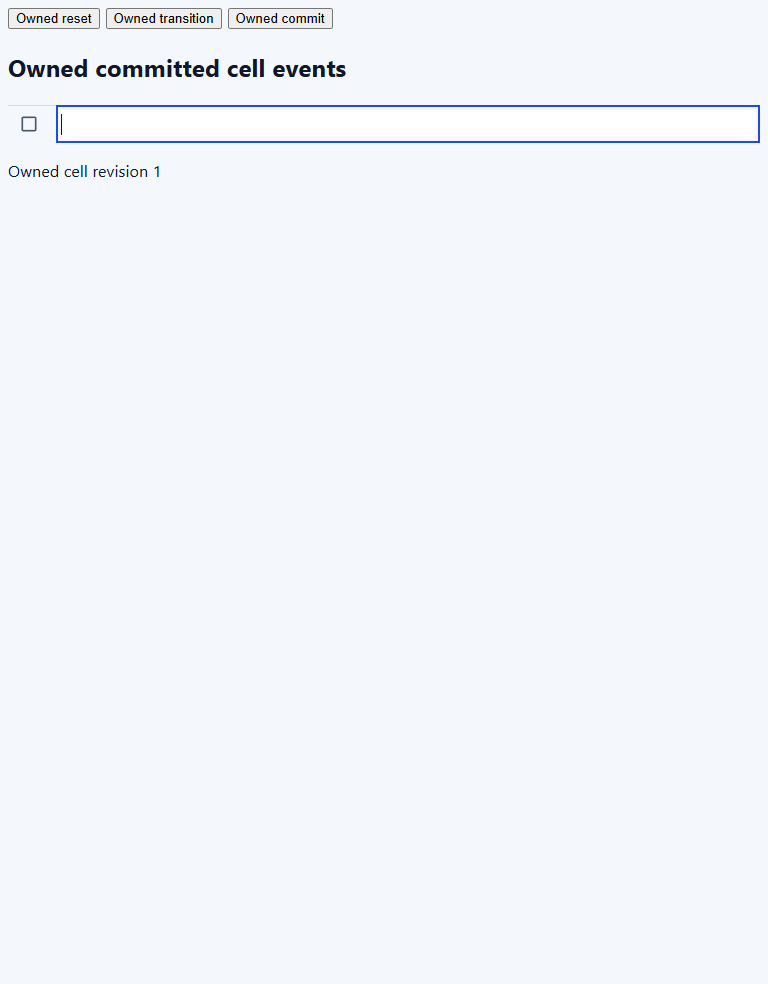 Owned reset Owned transition Owned commit
Owned committed cell events
Owned cell revision 1